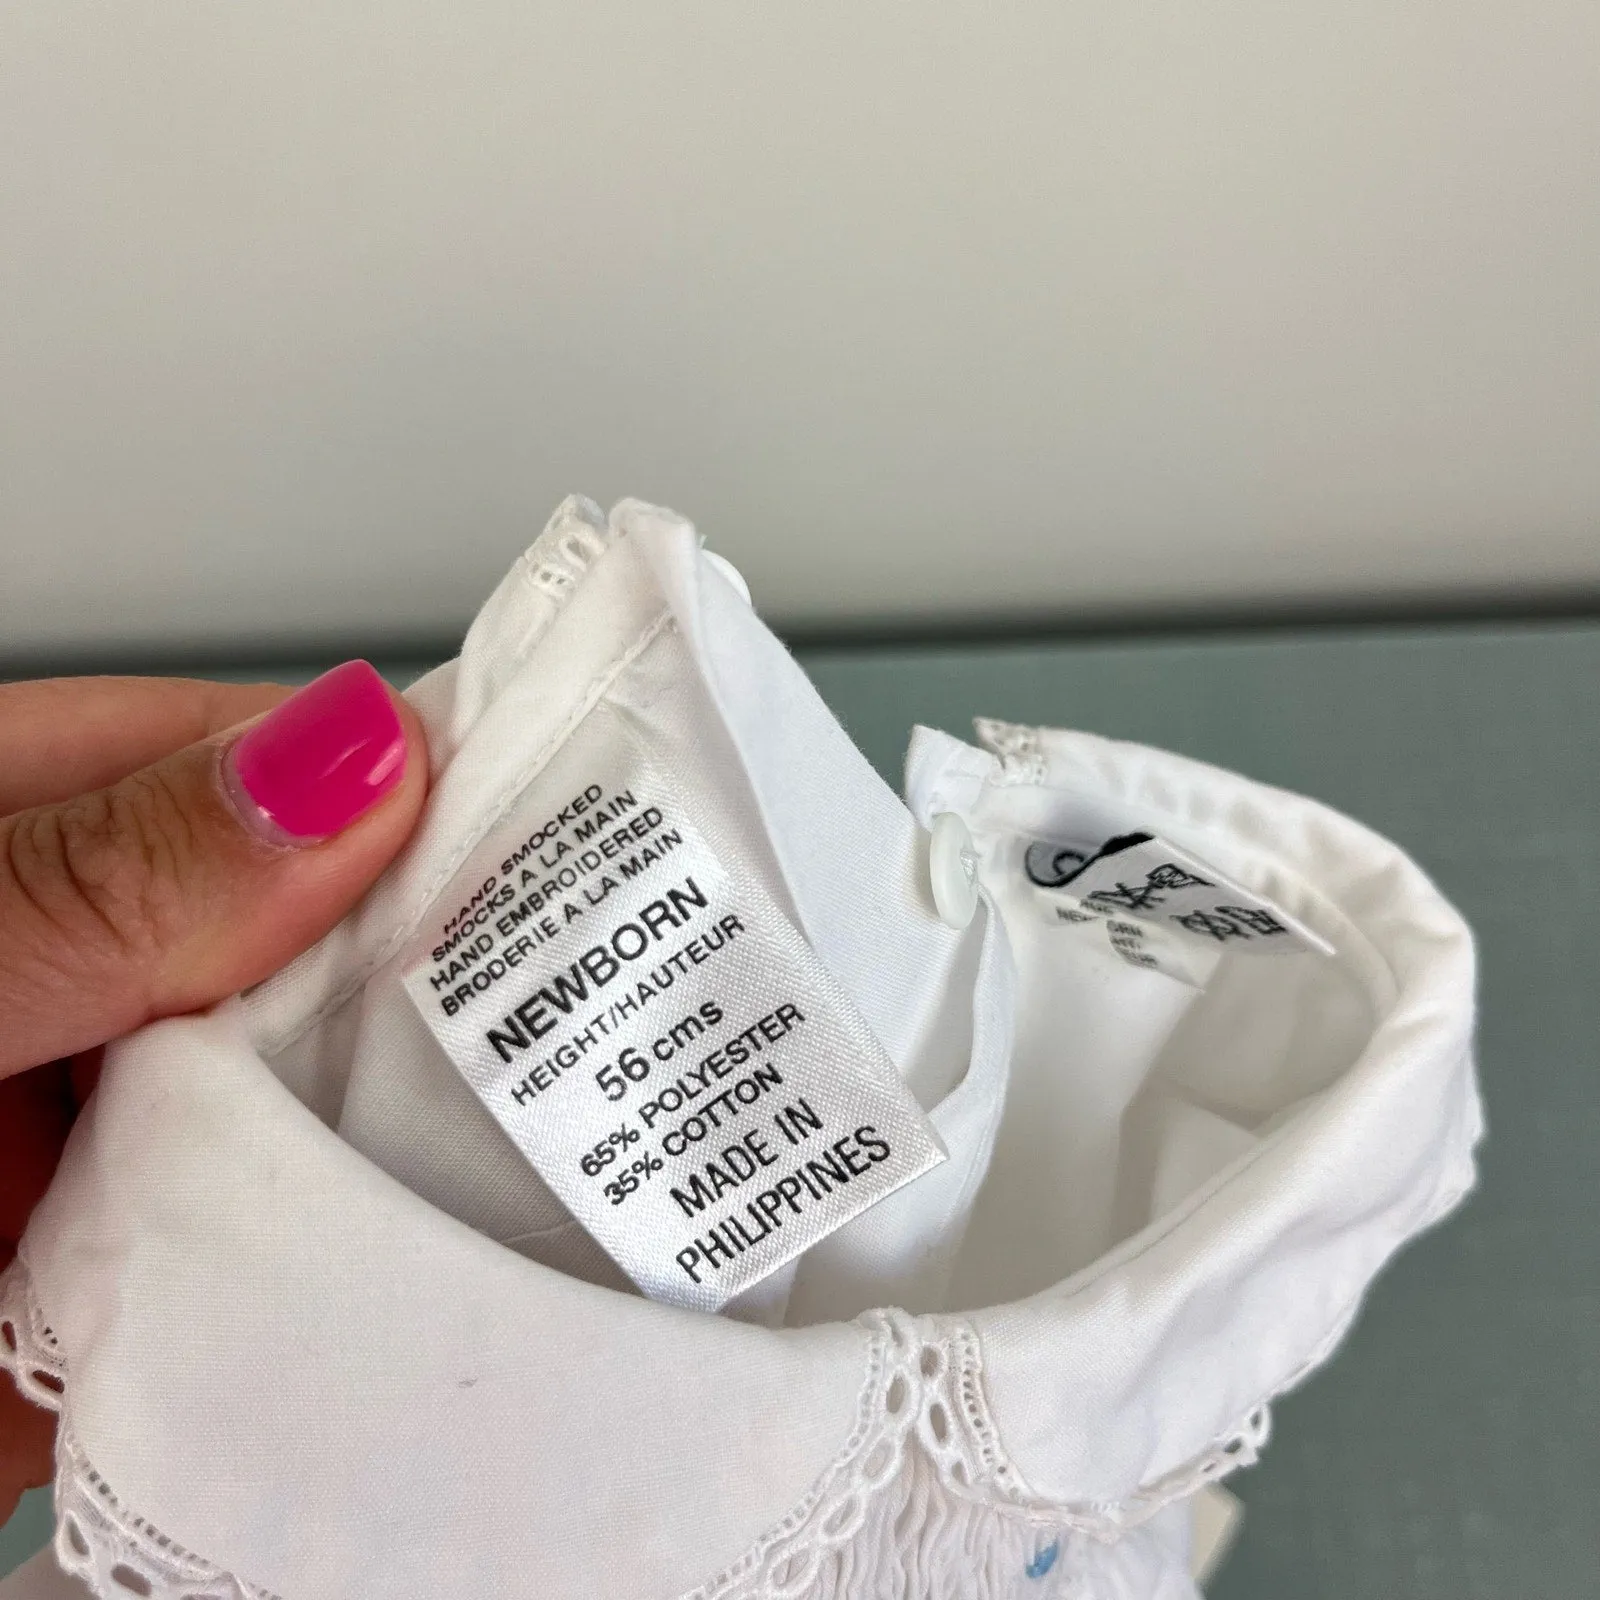 HAND SMOCKED
SMOCKS A LA MAIN
HAND EMBROIDERED
BRODERIE A LA MAIN
NEWBORN
HEIGHT/HAUTEUR
56 cms
65% POLYESTER
35% COTTON
MADE IN
PHILIPPINES